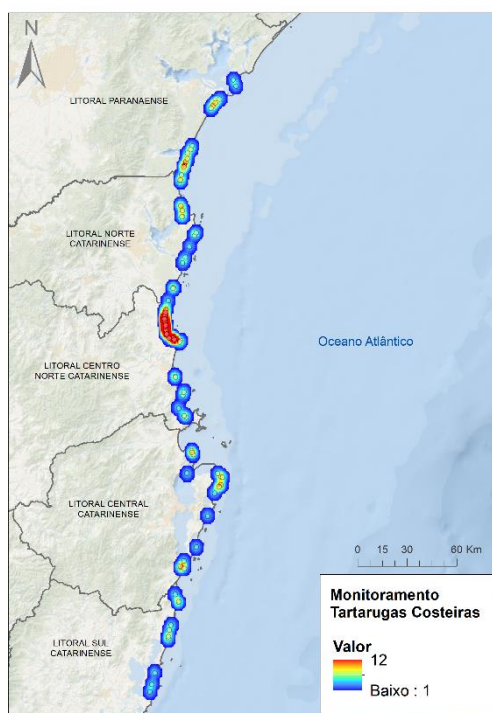 N
LITORAL PARANAENSE
LITORAL NORTE
CATARINENSE
Oceano Atlântico
LITORAL CENTRO
NORTE CATARINENSE
LITORAL CENTRAL
CATARINENSE
0 15 30 60 Km
LITORAL SUL
CATARINENSE
Monitoramento
Tartarugas Costeiras
Valor
12
Baixo : 1